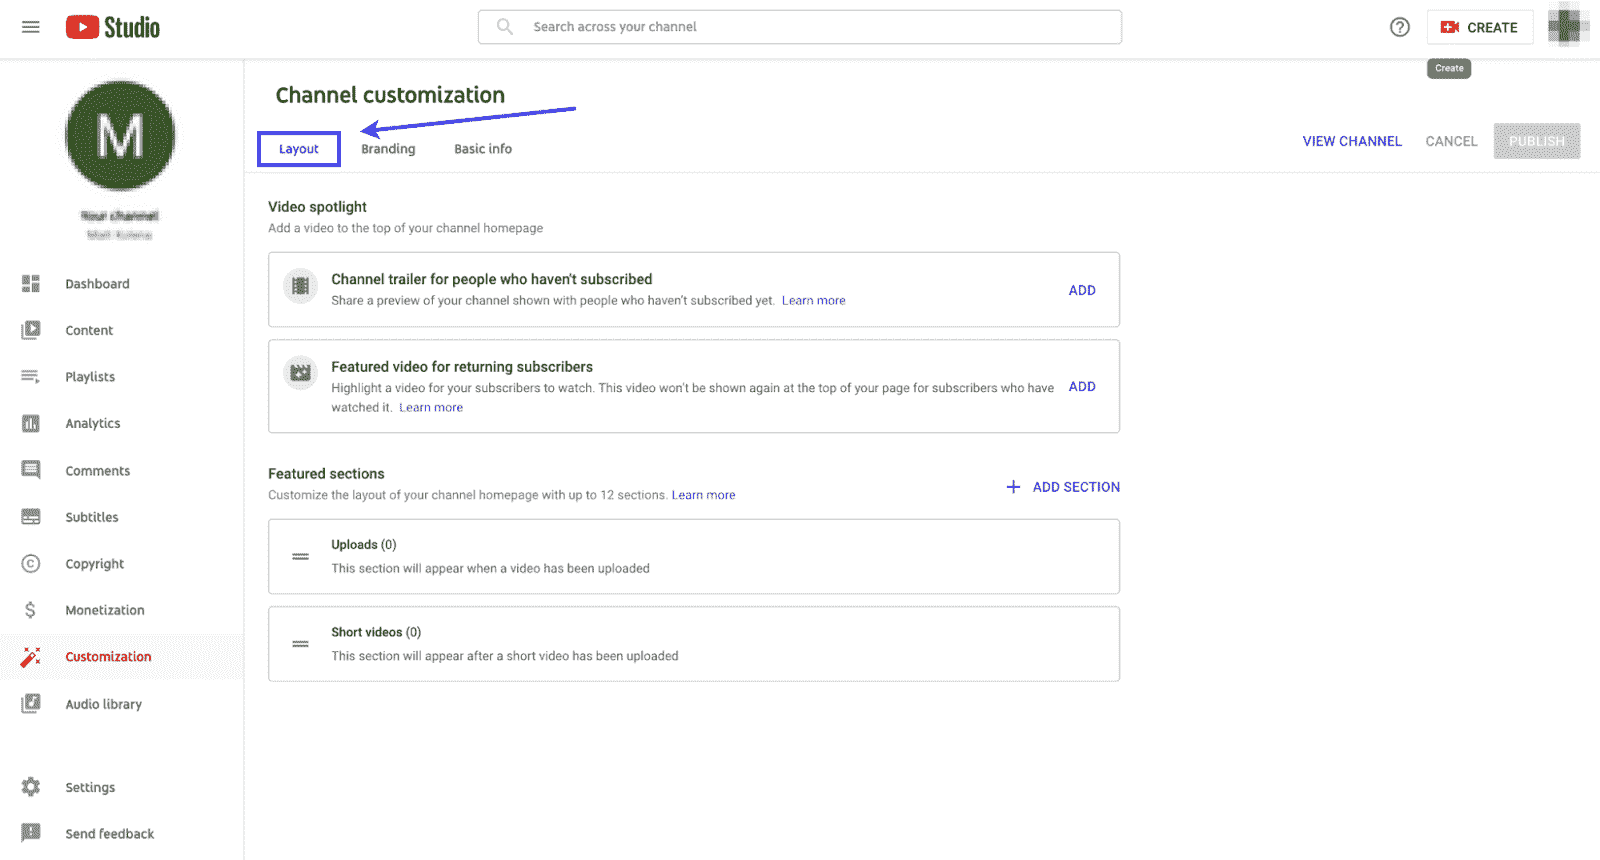 Studio
Search across your channel
CREATE
Create
M
Your channel
Channel customization
Layout
Branding
Basic info
VIEW CHANNEL
CANCEL
PUBLISH
Dashboard
Content
Playlists
Analytics
Comments
Subtitles
Copyright
Monetization
Customization
Audio library
Settings
Send feedback
Video spotlight
Add a video to the top of your channel homepage
Channel trailer for people who haven't subscribed
Share a preview of your channel shown with people who haven't subscribed yet. Learn more
ADD
Featured video for returning subscribers
Highlight a video for your subscribers to watch. This video won't be shown again at the top of your page for subscribers who have
watched it. Learn more
ADD
Featured sections
Customize the layout of your channel homepage with up to 12 sections. Learn more
ADD SECTION
Uploads (0)
This section will appear when a video has been uploaded
Short videos (0)
This section will appear after a short video has been uploaded